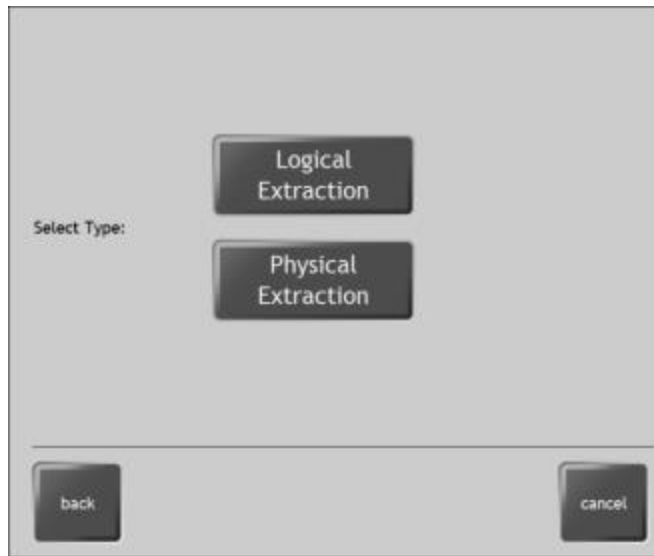 Logical
Extraction
Select Type:
Physical
Extraction
back
cancel